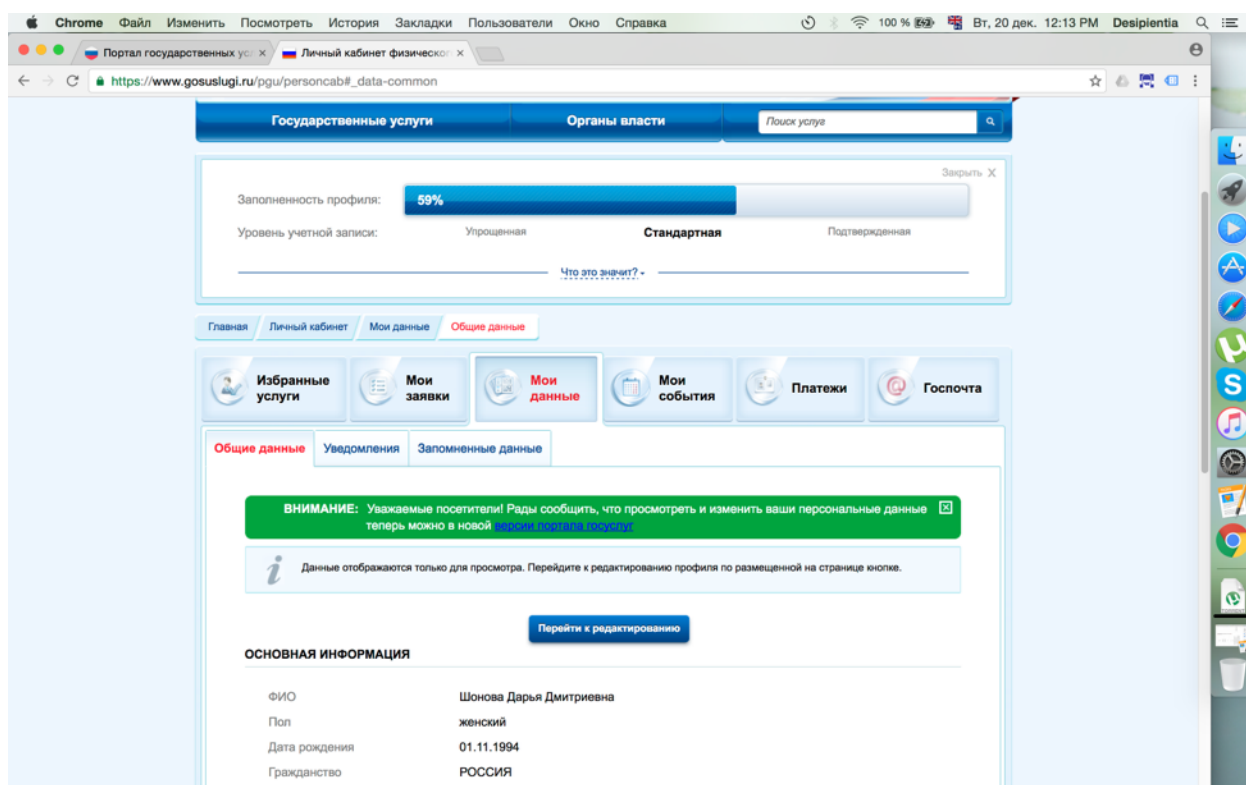 Chrome Файл Изменить Посмотреть История Закладки Пользователи Окно Справка 100 % Вт, 20 дек. 12:13 PM Desipientia
Портал государственных усл × Личный кабинет физическог ×
https://www.gosuslugi.ru/pgu/personcab#_data-common
Государственные услуги Органы власти Поиск услуг
Закрыть X
Заполненность профиля: 59%
Уровень учетной записи: Упрощенная Стандартная Подтвержденная
Что это значит?
Главная Личный кабинет Мои данные Общие данные
Избранные услуги Мои заявки Мои данные Мои события Платежи Госпочта
Общие данные Уведомления Запомненные данные
ВНИМАНИЕ: Уважаемые посетители! Рады сообщить, что просмотреть и изменить ваши персональные данные
теперь можно в новой версии портала госуслуг
Данные отображаются только для просмотра. Перейдите к редактированию профиля по размещенной на странице кнопке.
Перейти к редактированию
ОСНОВНАЯ ИНФОРМАЦИЯ
ФИО Шонова Дарья Дмитриевна
Пол женский
Дата рождения 01.11.1994
Гражданство РОССИЯ